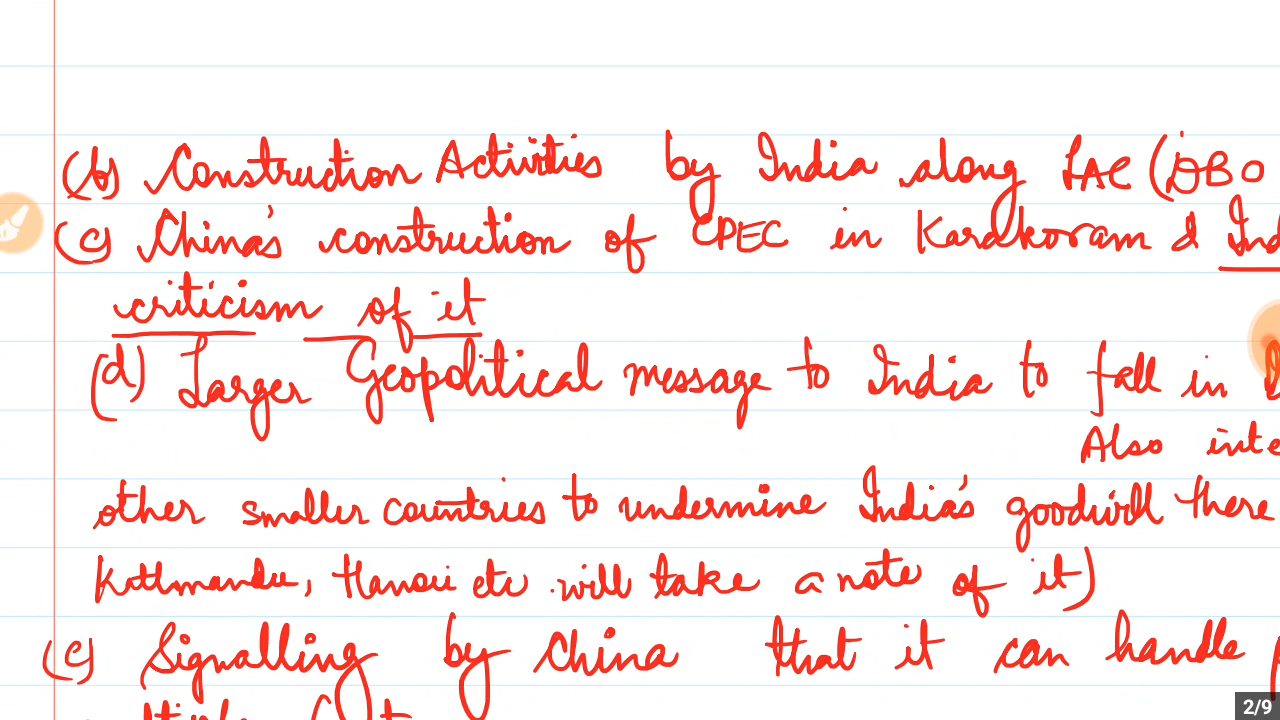 (b) Construction Activities by India along LAC (DBO
(c) China's construction of CPEC in Karakoram & Ind
criticism of it
(d) Larger Geopolitical message to India to fall in
Also inte
other smaller countries to undermine India's goodwill there
Kathmandu, Hanoi etc will take a note of it)
(e) Signalling by China that it can handle
2/9